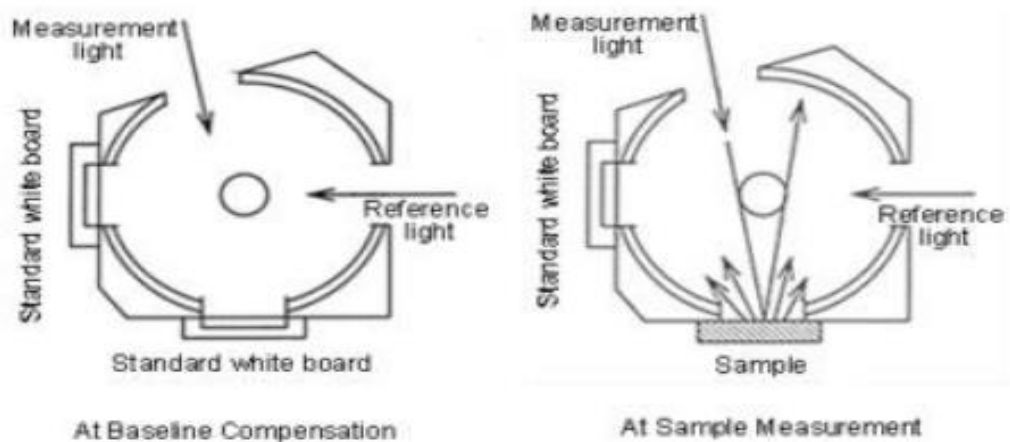 Measurement
light
Standard white board
Reference
light
Standard white board
At Baseline Compensation
Measurement
light
Standard white board
Reference
light
Sample
At Sample Measurement